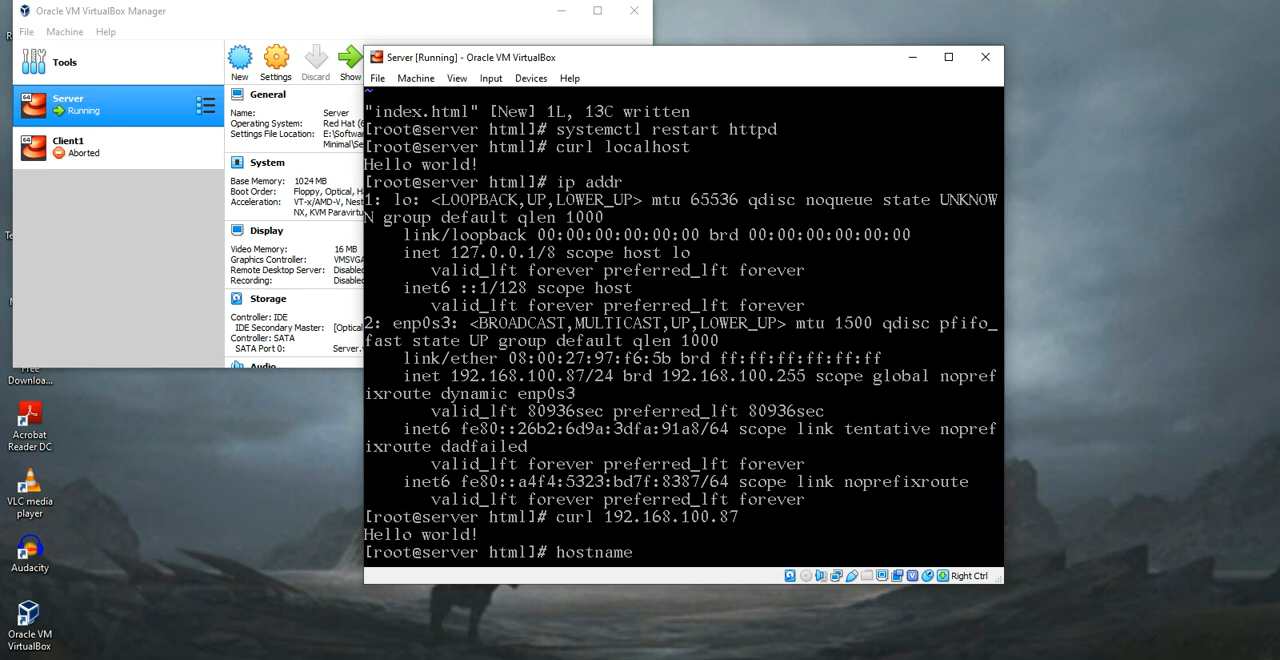 Oracle VM VirtualBox Manager
File Machine Help
Tools
Server
Running
Client1
Aborted
New Settings Discard Show
General
Name: Server
Operating System: Red Hat (6
Settings File Location: E:\Softwa
Minimal\Se
System
Base Memory: 1024 MB
Boot Order: Floppy, Optical, H
Acceleration: VT-x/AMD-V, Nest
NX, KVM Paravirtu
Display
Video Memory: 16 MB
Graphics Controller: VMSVGA
Remote Desktop Server: Disabled
Recording: Disabled
Storage
Controller: IDE
IDE Secondary Master: [Optical
Controller: SATA
SATA Port 0: Server.
Audio
Server [Running] - Oracle VM VirtualBox
File Machine View Input Devices Help
~
"index.html" [New] 1L, 13C written
[root@server html]# systemctl restart httpd
[root@server html]# curl localhost
Hello world!
[root@server html]# ip addr
1: lo: <LOOPBACK,UP,LOWER_UP> mtu 65536 qdisc noqueue state UNKNOW
N group default qlen 1000
link/loopback 00:00:00:00:00:00 brd 00:00:00:00:00:00
inet 127.0.0.1/8 scope host lo
valid_lft forever preferred_lft forever
inet6 ::1/128 scope host
valid_lft forever preferred_lft forever
2: enp0s3: <BROADCAST,MULTICAST,UP,LOWER_UP> mtu 1500 qdisc pfifo_
fast state UP group default qlen 1000
link/ether 08:00:27:97:f6:5b brd ff:ff:ff:ff:ff:ff
inet 192.168.100.87/24 brd 192.168.100.255 scope global nopref
ixroute dynamic enp0s3
valid_lft 80936sec preferred_lft 80936sec
inet6 fe80::26b2:6d9a:3dfa:91a8/64 scope link tentative nopref
ixroute dadfailed
valid_lft forever preferred_lft forever
inet6 fe80::a4f4:5323:bd7f:8387/64 scope link noprefixroute
valid_lft forever preferred_lft forever
[root@server html]# curl 192.168.100.87
Hello world!
[root@server html]# hostname
Right Ctrl
Free
Downloa...
Acrobat
Reader DC
VLC media
player
Audacity
Oracle VM
VirtualBox